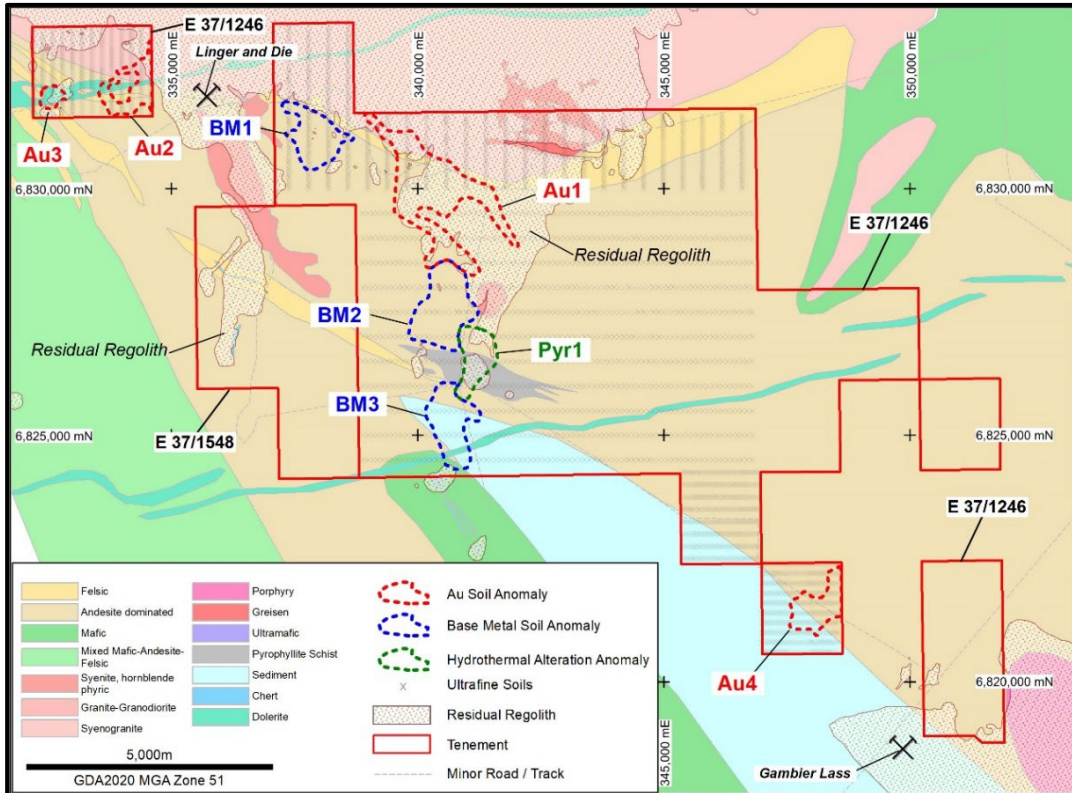 E 37/1246
Linger and Die
335,000 mE
340,000 mE
345,000 mE
350,000 mE
BM1
Au3
Au2
6,830,000 mN
Au1
6,830,000 mN
E 37/1246
Residual Regolith
BM2
Residual Regolith
Pyr1
BM3
6,825,000 mN
E 37/1548
6,825,000 mN
E 37/1246
Felsic
Andesite dominated
Mafic
Mixed Mafic-Andesite-
Felsic
Syenite, hornblende
phyric
Granite-Granodiorite
Syenogranite
Porphyry
Greisen
Ultramafic
Pyrophyllite Schist
Sediment
Chert
Dolerite
Au Soil Anomaly
Base Metal Soil Anomaly
Hydrothermal Alteration Anomaly
Ultrafine Soils
Residual Regolith
Tenement
Minor Road / Track
5,000m
GDA2020 MGA Zone 51
Au4
6,820,000 mN
345,000 mE
Gambier Lass